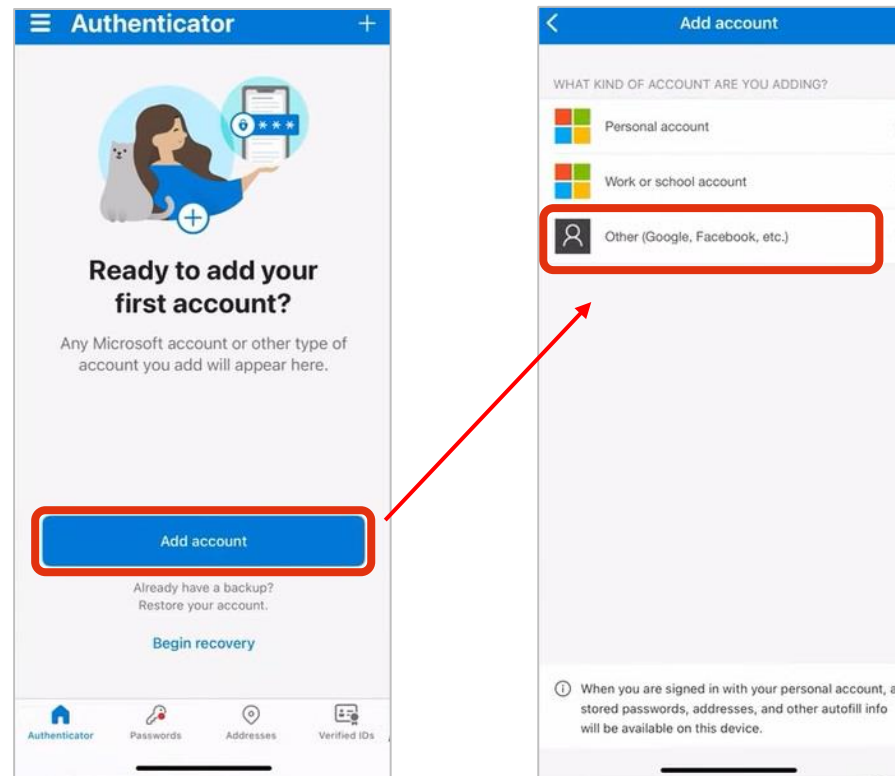 Authenticator
Ready to add your
first account?
Any Microsoft account or other type of
account you add will appear here.
Add account
Already have a backup?
Restore your account.
Begin recovery
Authenticator
Passwords
Addresses
Verified IDs
Add account
WHAT KIND OF ACCOUNT ARE YOU ADDING?
Personal account
Work or school account
Other (Google, Facebook, etc.)
When you are signed in with your personal account, a
stored passwords, addresses, and other autofill info
will be available on this device.